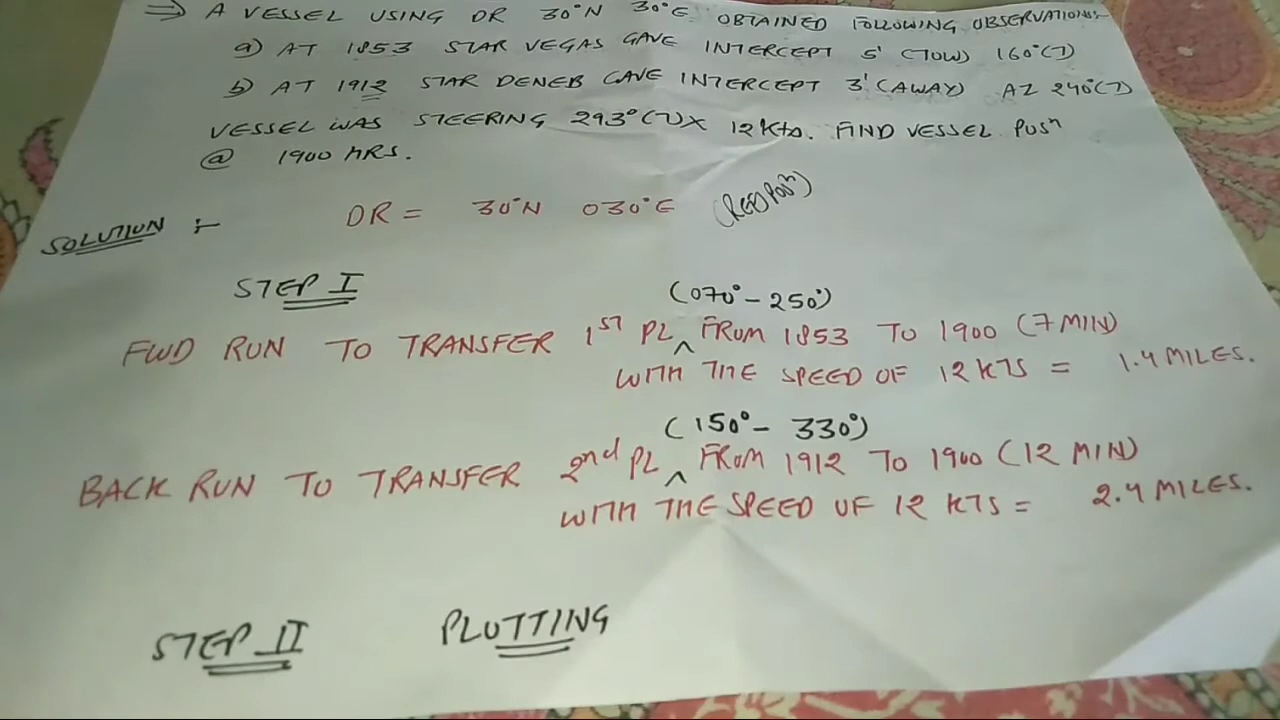 ⇒ A VESSEL USING DR 30°N 30°E OBTAINED FOLLOWING OBSERVATIONS:-
a) AT 1853 STAR VEGAS GAVE INTERCEPT 5' (TOW) 160°(T)
b) AT 1912 STAR DENEB GAVE INTERCEPT 3' (AWAY) AZ 240°(T)
VESSEL WAS STEERING 293°(T) X 12 Kts. FIND VESSEL POSN
@ 1900 HRS.
SOLUTION :- DR = 30°N 030°E (RED POSN)
STEP I
(070° - 250°)
FWD RUN TO TRANSFER 1ST PL ^ FROM 1853 TO 1900 (7 MIN)
WITH THE SPEED OF 12 KTS = 1.4 MILES.
(150° - 330°)
BACK RUN TO TRANSFER 2nd PL ^ FROM 1912 TO 1900 (12 MIN)
WITH THE SPEED OF 12 KTS = 2.4 MILES.
STEP II PLOTTING